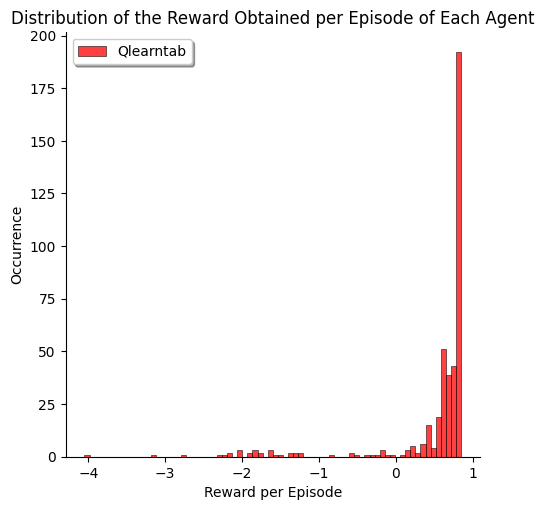 Distribution of the Reward Obtained per Episode of Each Agent
Qlearntab
200
175
150
125
100
75
50
25
0
Occurrence
−4 −3 −2 −1 0 1
Reward per Episode